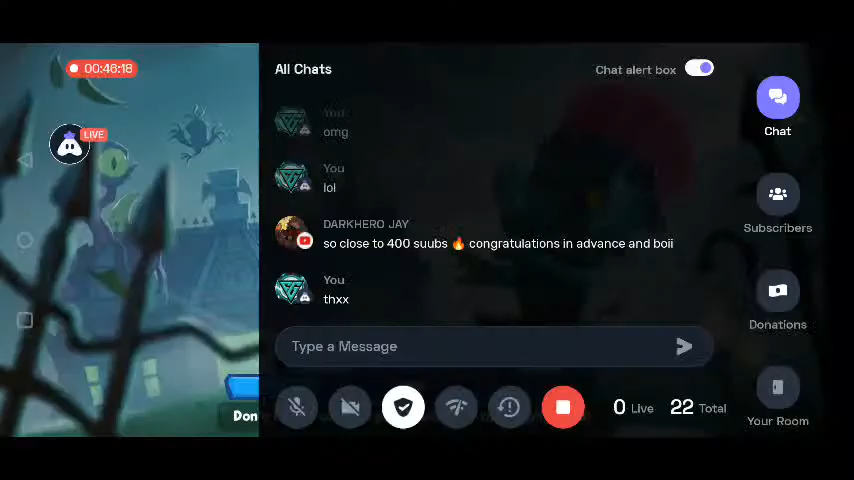 00:46:18
LIVE
Don
All Chats
Chat alert box
You
omg
You
lol
DARKHERO JAY
so close to 400 suubs 🔥 congratulations in advance and boii
You
thxx
Type a Message
0 Live 22 Total
Chat
Subscribers
Donations
Your Room